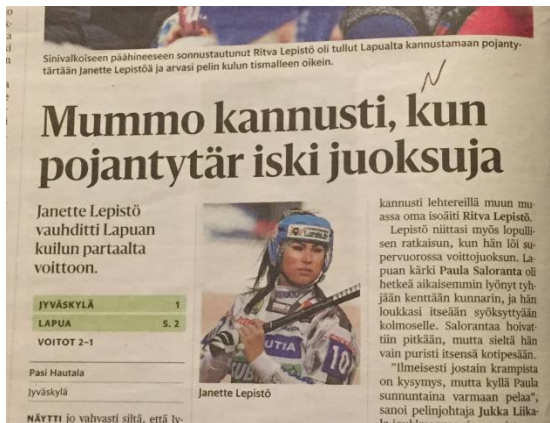 Sinivalkoiseen päähineeseen sonnustautunut Ritva Lepistö oli tullut Lapualta kannustamaan pojanty-
tärtään Janette Lepistöä ja arvasi pelin kulun tismalleen oikein.
Mummo kannusti, kun
pojantytär iski juoksuja
Janette Lepistö
vauhditti Lapuan
kuilun partaalta
voittoon.
JYVÄSKYLÄ 1
LAPUA S. 2
VOITOT 2–1
Pasi Hautala
Jyväskylä
NÄYTTI jo vahvasti siltä, että Jy-
UTIA
10
Janette Lepistö
kannusti lehtereillä muun mu-
assa oma isoäiti Ritva Lepistö.
Lepistö niittasi myös lopulli-
sen ratkaisun, kun hän löi su-
pervuorossa voittojuoksun. La-
puan kärki Paula Saloranta oli
hetkeä aikaisemmin lyönyt tyh-
jään kenttään kunnarin, ja hän
loukkasi itseään syöksyttyään
kolmoselle. Salorantaa hoivat-
tiin pitkään, mutta sieltä hän
vain puristi itsensä kotipesään.
"Ilmeisesti jostain krampista
on kysymys, mutta kyllä Paula
sunnuntaina varmaan pelaa",
sanoi pelinjohtaja Jukka Liika-